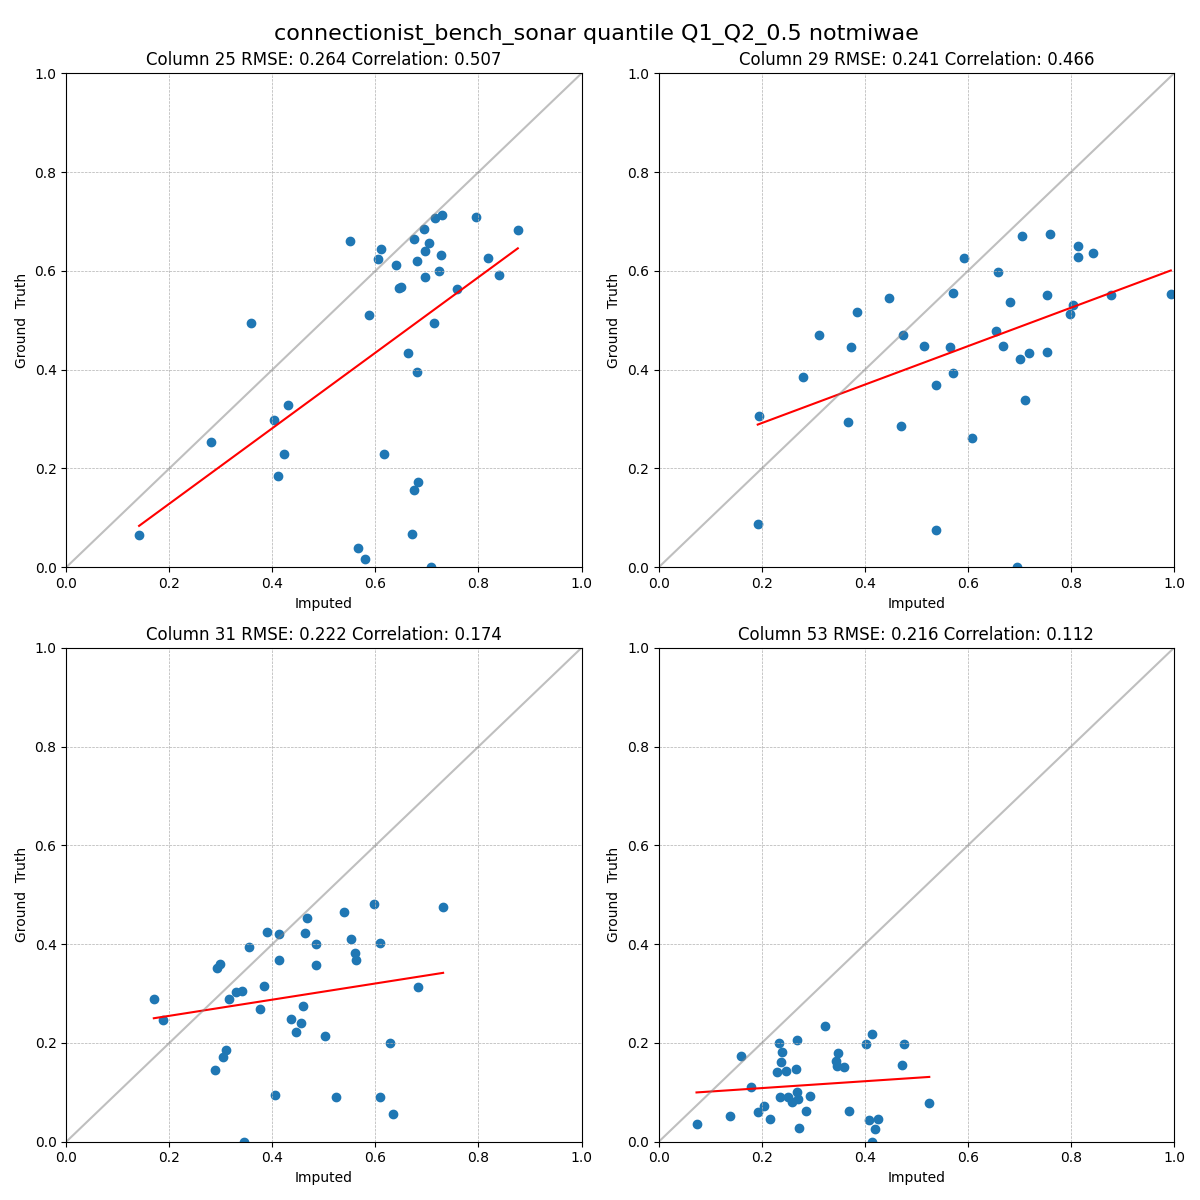 connectionist_bench_sonar quantile Q1_Q2_0.5 notmiwae
Column 25 RMSE: 0.264 Correlation: 0.507
1.0
0.8
0.6
0.4
0.2
0.0
Ground Truth
0.0 0.2 0.4 0.6 0.8 1.0
Imputed
Column 29 RMSE: 0.241 Correlation: 0.466
1.0
0.8
0.6
0.4
0.2
0.0
Ground Truth
0.0 0.2 0.4 0.6 0.8 1.0
Imputed
Column 31 RMSE: 0.222 Correlation: 0.174
1.0
0.8
0.6
0.4
0.2
0.0
Ground Truth
0.0 0.2 0.4 0.6 0.8 1.0
Imputed
Column 53 RMSE: 0.216 Correlation: 0.112
1.0
0.8
0.6
0.4
0.2
0.0
Ground Truth
0.0 0.2 0.4 0.6 0.8 1.0
Imputed